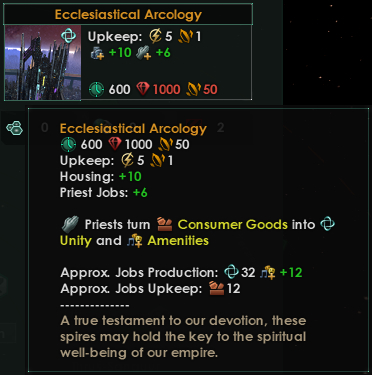 Ecclesiastical Arcology
Upkeep: 5 1
+10 +6
600 1000 50
0 2
Ecclesiastical Arcology
600 1000 50
Upkeep: 5 1
Housing: +10
Priest Jobs: +6
Priests turn Consumer Goods into
Unity and Amenities
Approx. Jobs Production: 32 +12
Approx. Jobs Upkeep: 12
--------------
A true testament to our devotion, these
spires may hold the key to the spiritual
well-being of our empire.